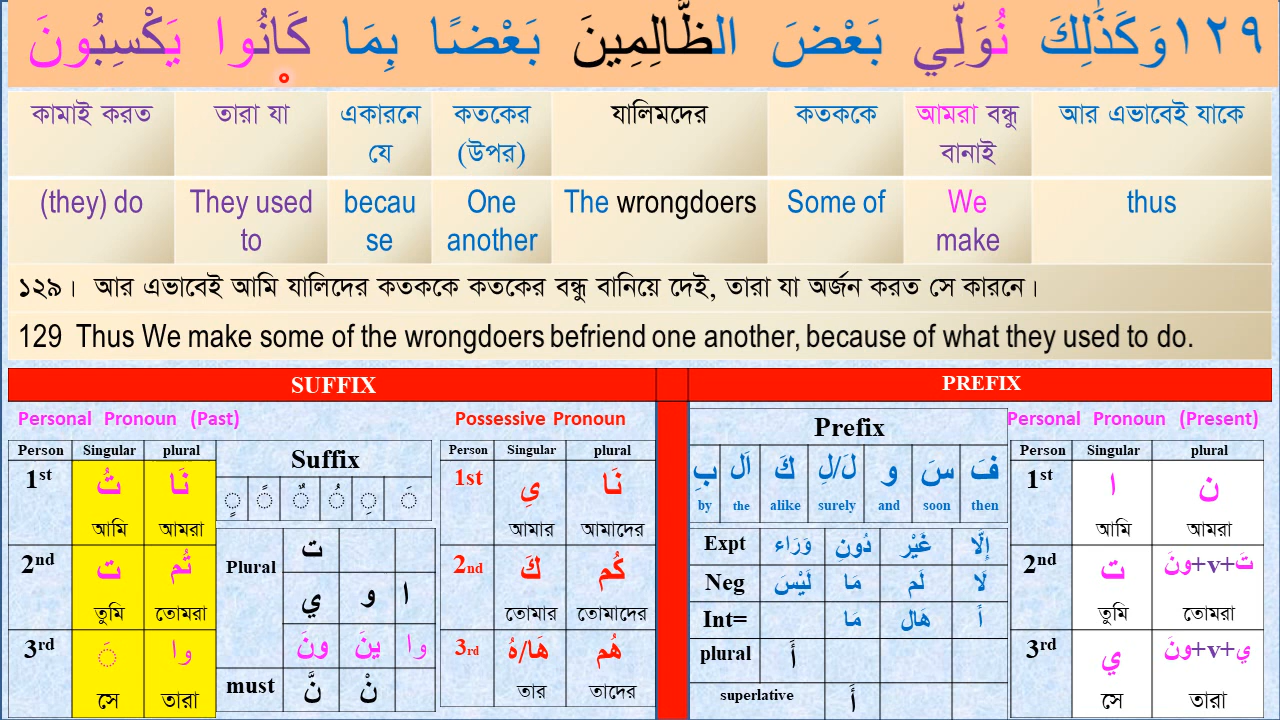 ١٢٩ وَكَذَٰلِكَ نُوَلِّي بَعْضَ الظَّالِمِينَ بَعْضًا بِمَا كَانُوا يَكْسِبُونَ
কামাই করত তারা যা একারনে যে কতকের (উপর) যালিমদের কতককে আমরা বন্ধু বানাই আর এভাবেই যাকে
(they) do They used to becau se One another The wrongdoers Some of We make thus
১২৯। আর এভাবেই আমি যালিদের কতককে কতকের বন্ধু বানিয়ে দেই, তারা যা অর্জন করত সে কারনে।
129 Thus We make some of the wrongdoers befriend one another, because of what they used to do.
SUFFIX PREFIX
Personal Pronoun (Past)
Person Singular plural
1st تُ نَا
আমি আমরা
2nd ت تُم
তুমি তোমরা
3rd َ وا
সে তারা
Suffix
ٍ ً ٌ ُ ِ َ
Plural ت
ي و ا
ونَ ينَ وا
must نَّ نْ
Possessive Pronoun
Person Singular plural
1st ىِ نَا
আমার আমাদের
2nd كَ كُم
তোমার তোমাদের
3rd هَا/هُ هُم
তার তাদের
Prefix
بِ اَل كَ لَ/لِ و سَ فَ
by the alike surely and soon then
Expt وَرَاء دُونِ غَيْر إِلَّا
Neg لَيْسَ مَا لَم لَا
Int= مَا هَال أَ
plural أَ
superlative أَ
Personal Pronoun (Present)
Person Singular plural
1st ا ن
আমি আমরা
2nd ت تَ+v+ونَ
তুমি তোমরা
3rd ي ي+v+ونَ
সে তারা